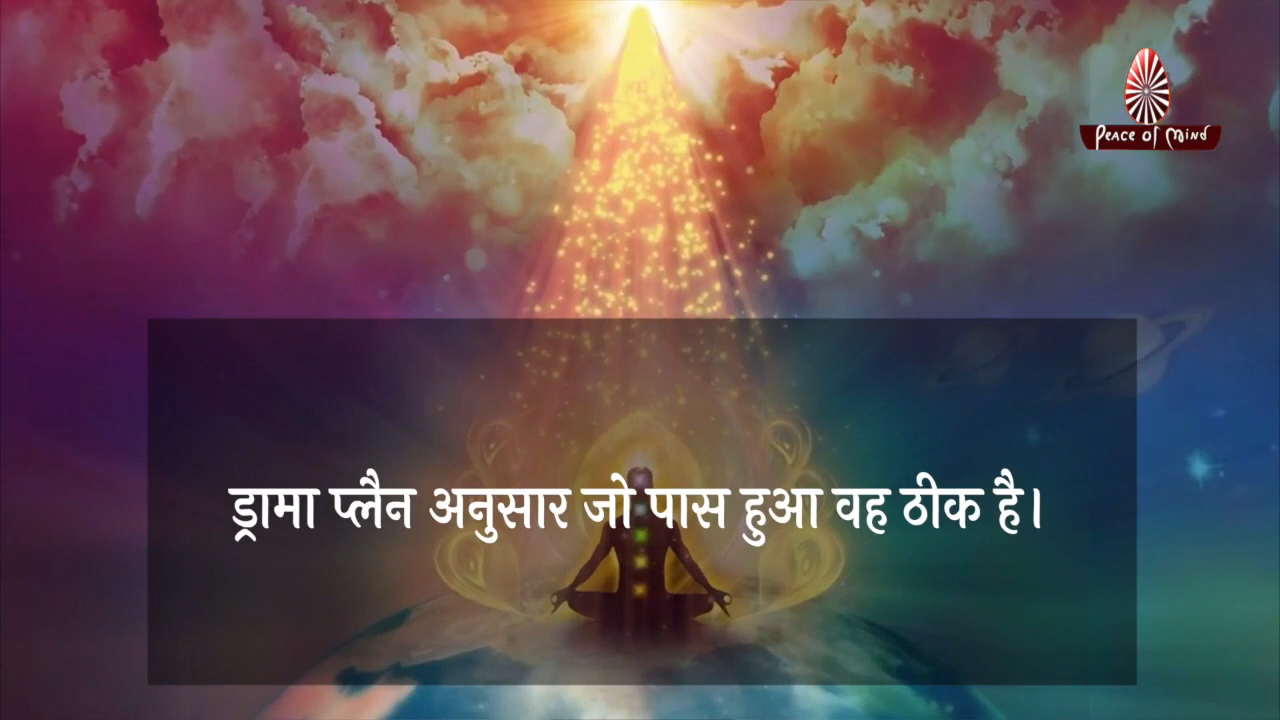 Peace of Mind
ड्रामा प्लैन अनुसार जो पास हुआ वह ठीक है।